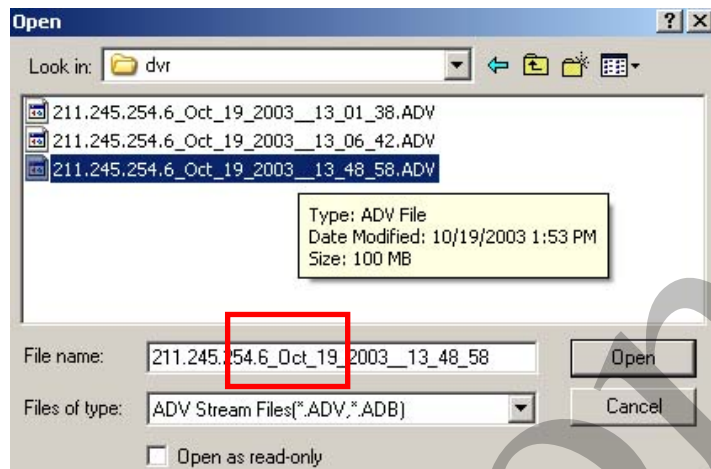 Open
Look in: dvr
211.245.254.6_Oct_19_2003__13_01_38.ADV
211.245.254.6_Oct_19_2003__13_06_42.ADV
211.245.254.6_Oct_19_2003__13_48_58.ADV
Type: ADV File
Date Modified: 10/19/2003 1:53 PM
Size: 100 MB
File name: 211.245.254.6_Oct_19_2003__13_48_58 Open
Files of type: ADV Stream Files(*.ADV,*.ADB) Cancel
Open as read-only